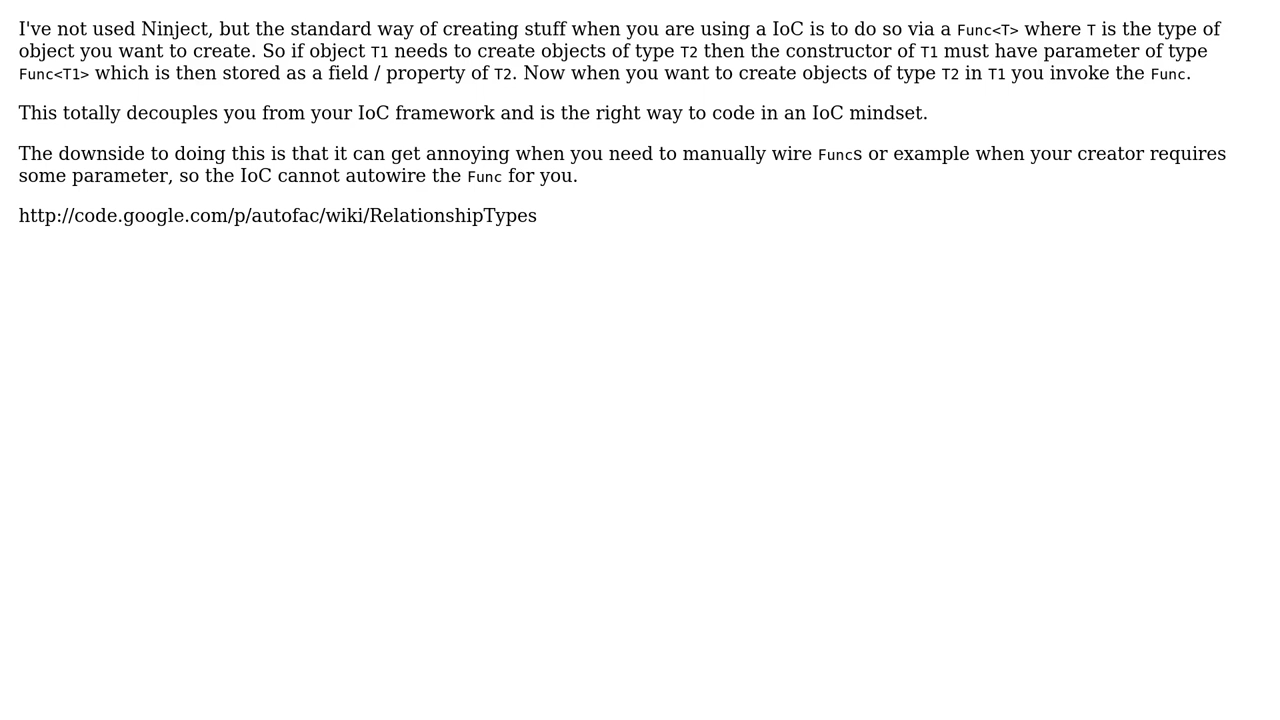 I've not used Ninject, but the standard way of creating stuff when you are using a IoC is to do so via a Func<T> where T is the type of
object you want to create. So if object T1 needs to create objects of type T2 then the constructor of T1 must have parameter of type
Func<T1> which is then stored as a field / property of T2. Now when you want to create objects of type T2 in T1 you invoke the Func.
This totally decouples you from your IoC framework and is the right way to code in an IoC mindset.
The downside to doing this is that it can get annoying when you need to manually wire Funcs or example when your creator requires
some parameter, so the IoC cannot autowire the Func for you.
http://code.google.com/p/autofac/wiki/RelationshipTypes